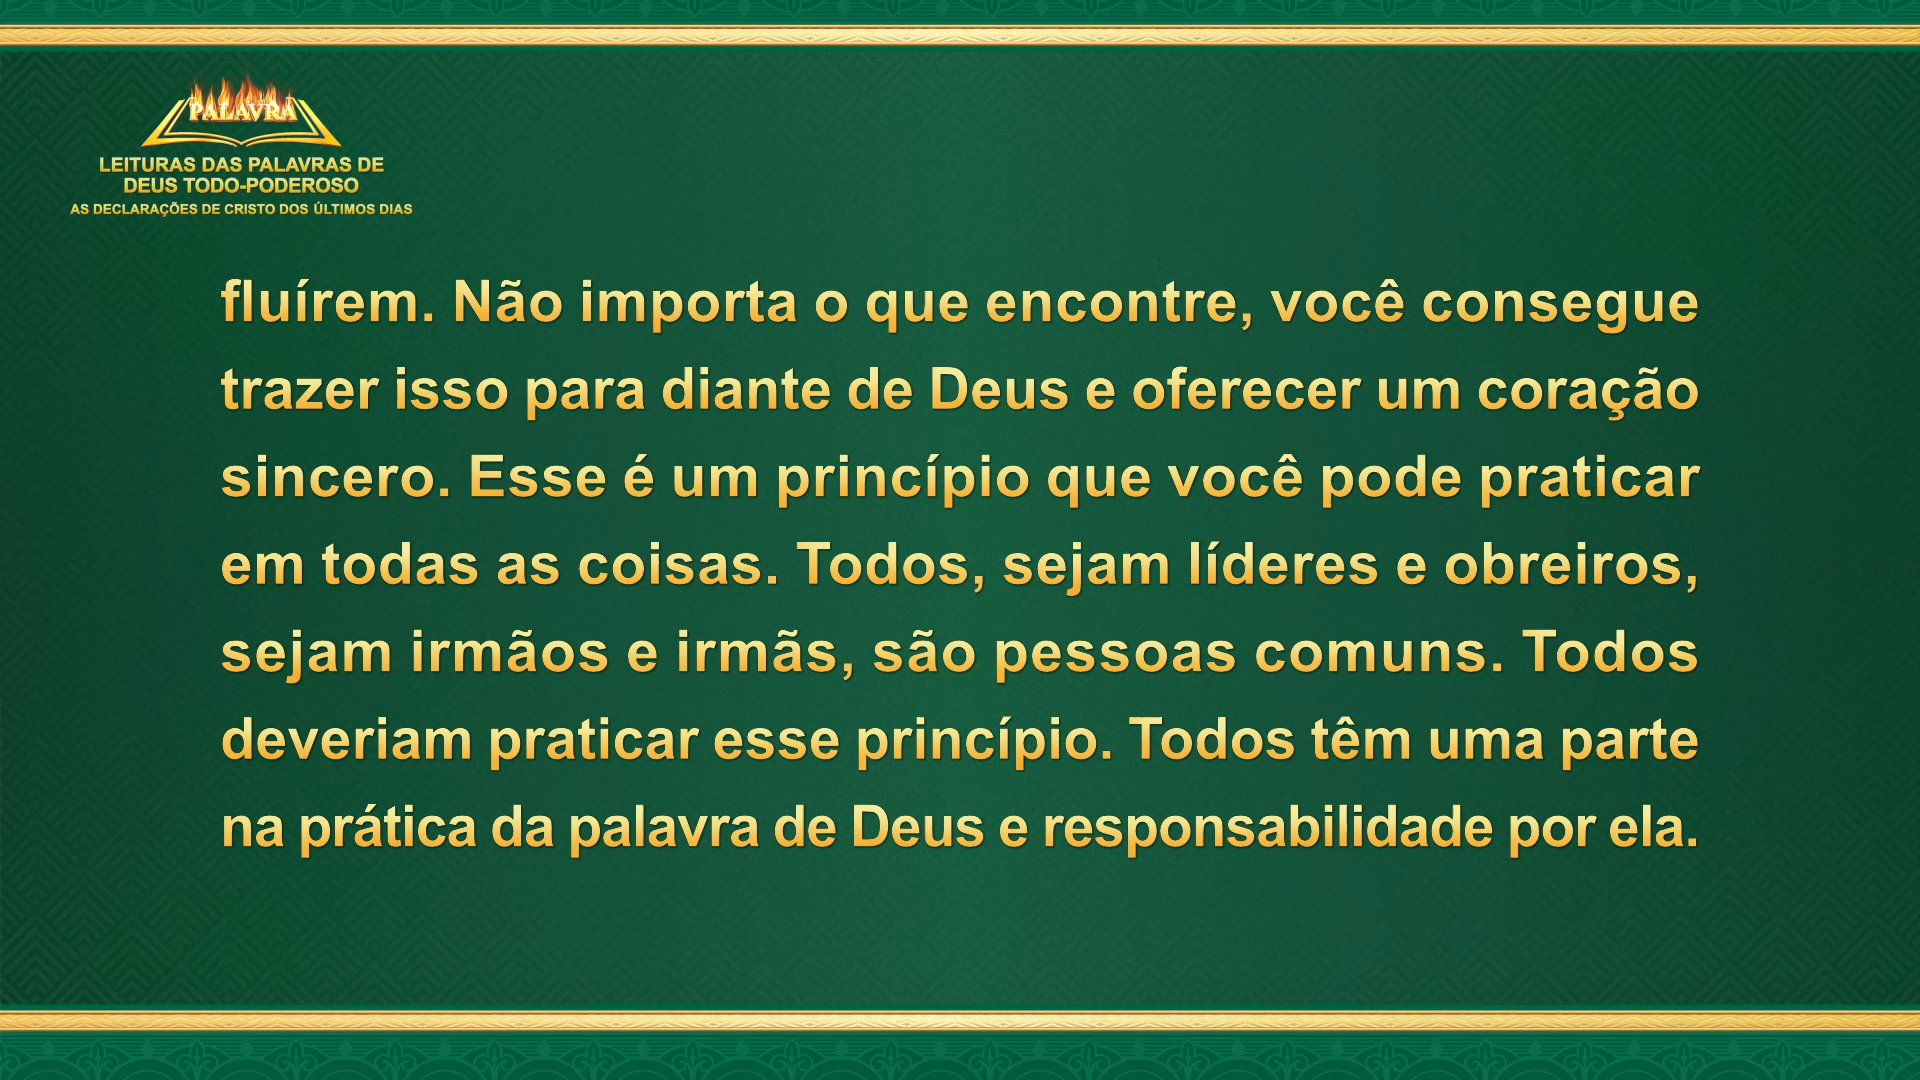 PALAVRA
LEITURAS DAS PALAVRAS DE
DEUS TODO-PODEROSO
AS DECLARAÇÕES DE CRISTO DOS ÚLTIMOS DIAS
fluírem. Não importa o que encontre, você consegue
trazer isso para diante de Deus e oferecer um coração
sincero. Esse é um princípio que você pode praticar
em todas as coisas. Todos, sejam líderes e obreiros,
sejam irmãos e irmãs, são pessoas comuns. Todos
deveriam praticar esse princípio. Todos têm uma parte
na prática da palavra de Deus e responsabilidade por ela.